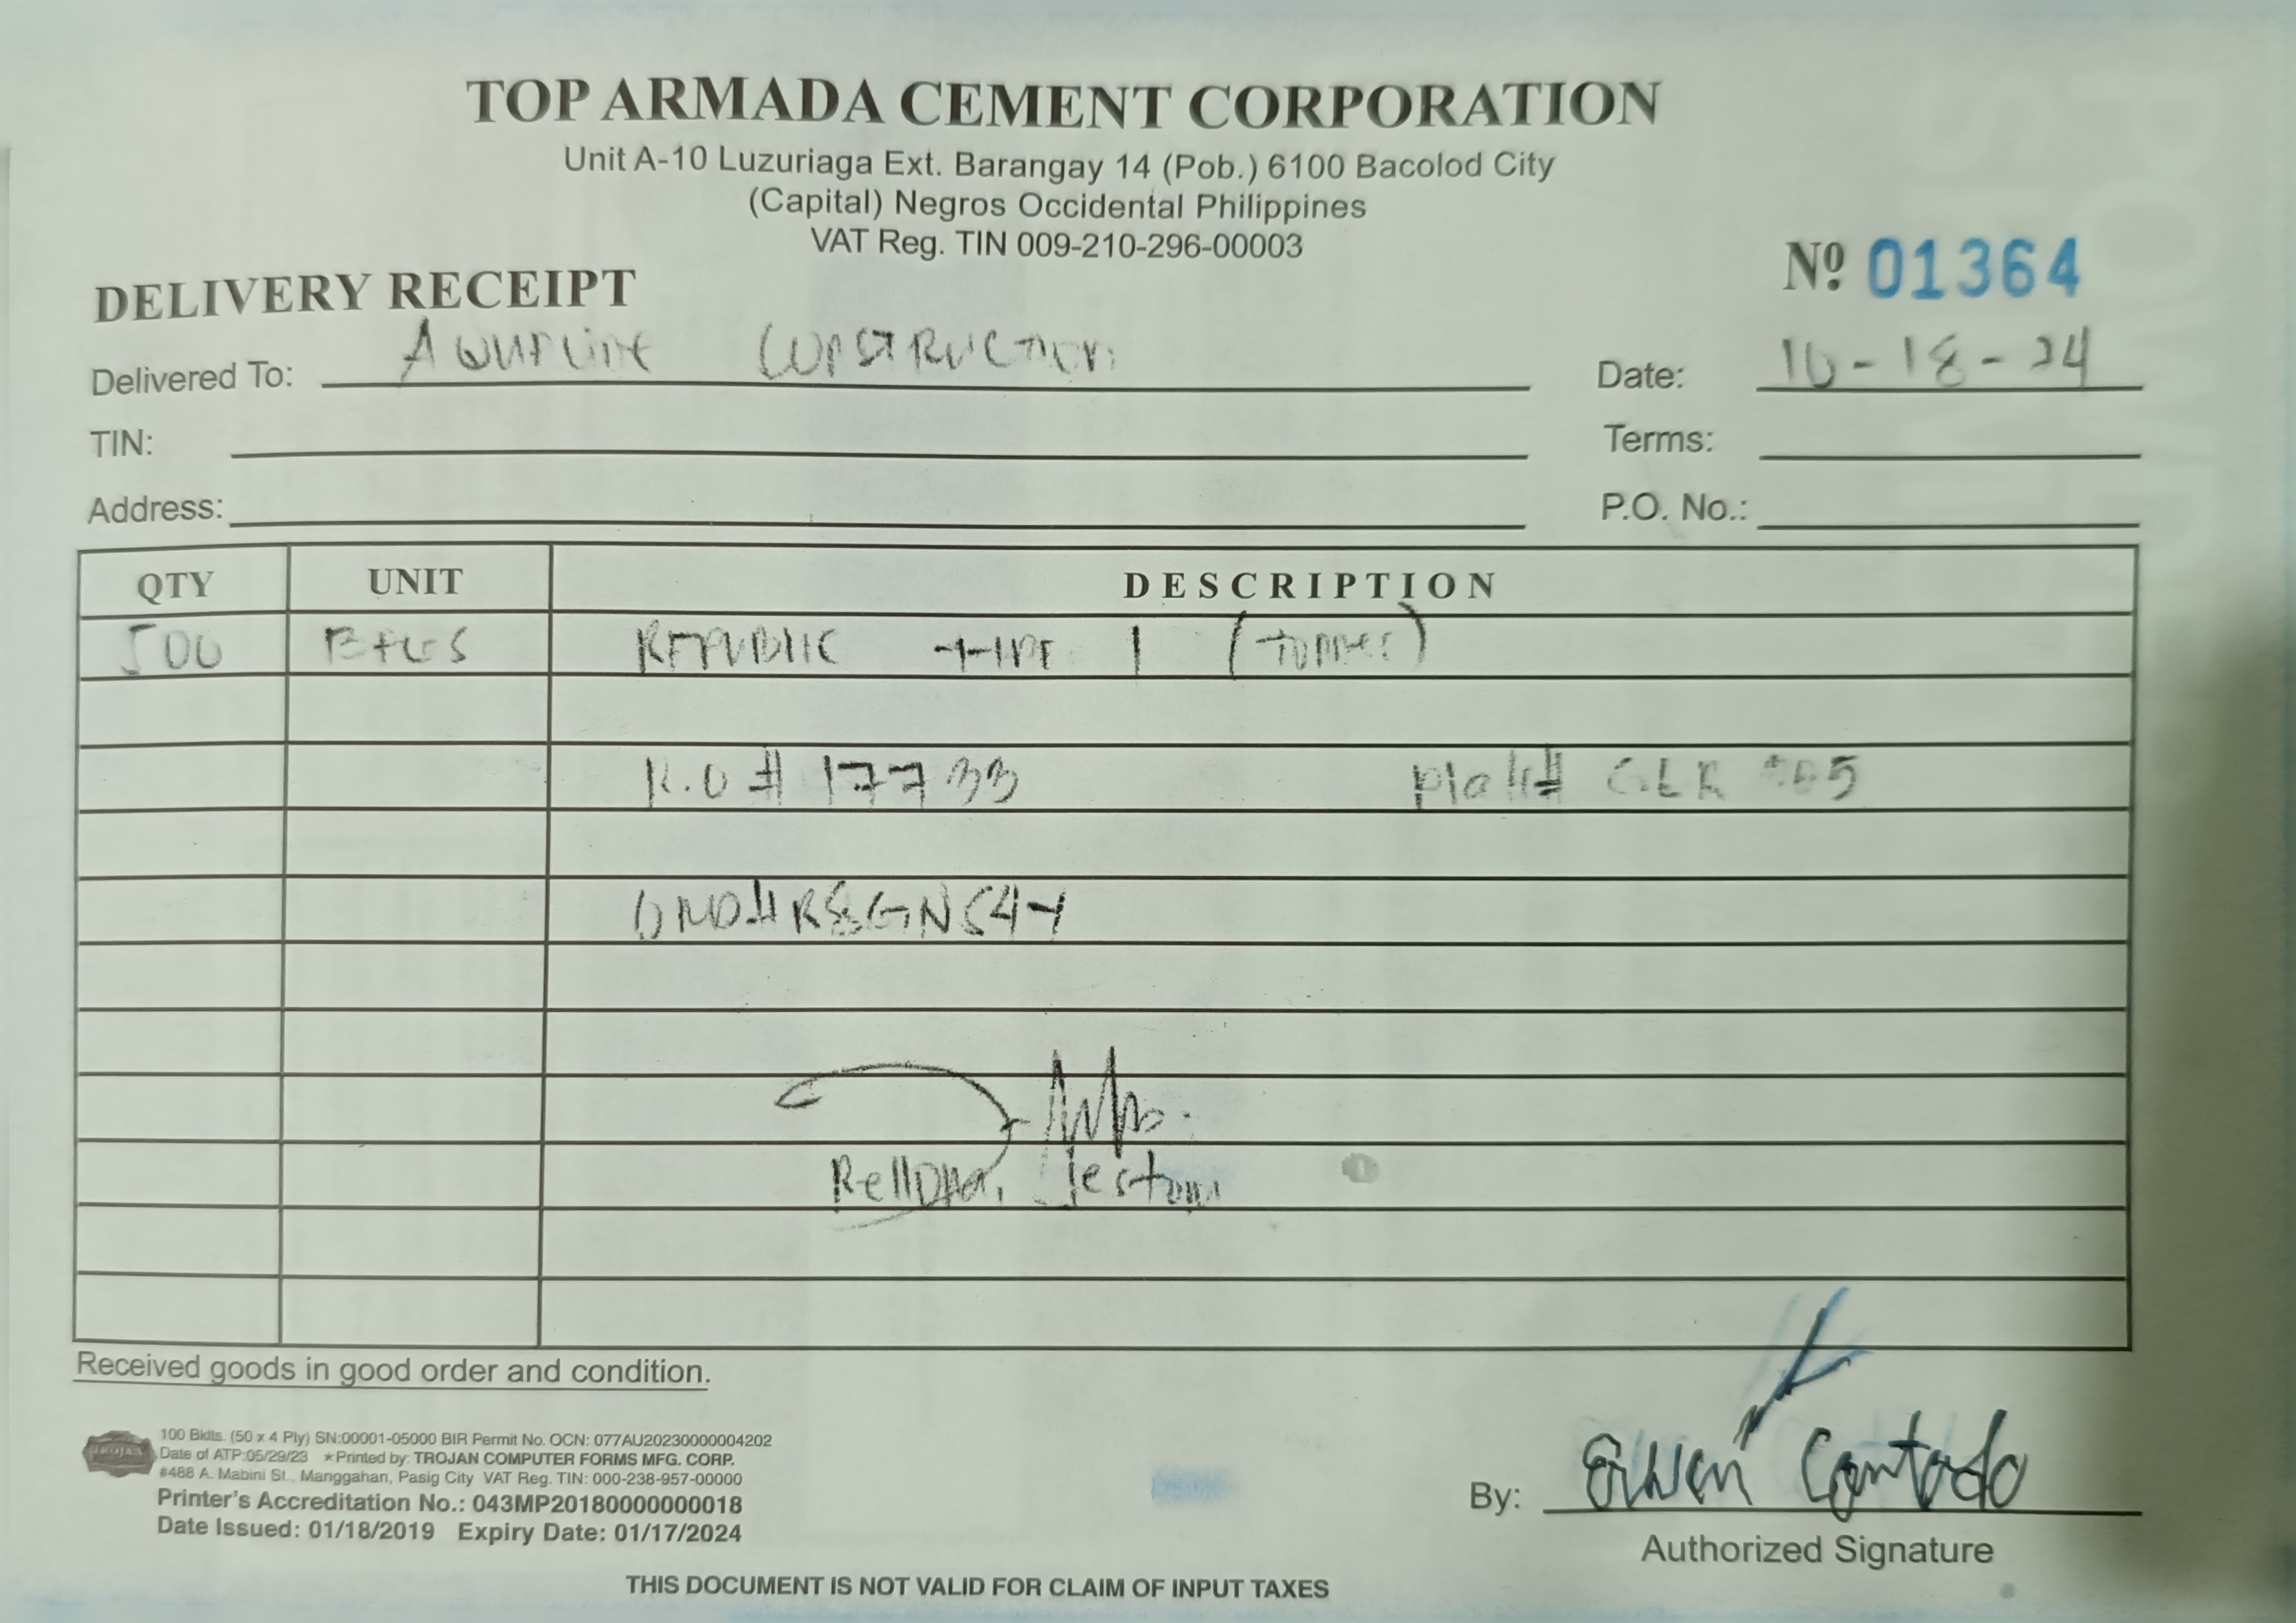 TOP ARMADA CEMENT CORPORATION
Unit A-10 Luzuriaga Ext. Barangay 14 (Pob.) 6100 Bacolod City
(Capital) Negros Occidental Philippines
VAT Reg. TIN 009-210-296-00003
DELIVERY RECEIPT
Nº 01364
Delivered To: CONSTRUCTION
Date: 10-18-24
TIN:
Terms:
Address:
P.O. No.:
QTY UNIT DESCRIPTION
500 BAGS REPUBLIC TYPE 1
R.O # 17733 Plate#
Received goods in good order and condition.
100 Bklts. (50 x 4 Ply) SN:00001-05000 BIR Permit No. OCN: 077AU20230000004202
Date of ATP:05/29/23 ★Printed by: TROJAN COMPUTER FORMS MFG. CORP.
#488 A. Mabini St., Manggahan, Pasig City VAT Reg. TIN: 000-238-957-00000
Printer's Accreditation No.: 043MP20180000000018
Date Issued: 01/18/2019 Expiry Date: 01/17/2024
By:
Authorized Signature
THIS DOCUMENT IS NOT VALID FOR CLAIM OF INPUT TAXES